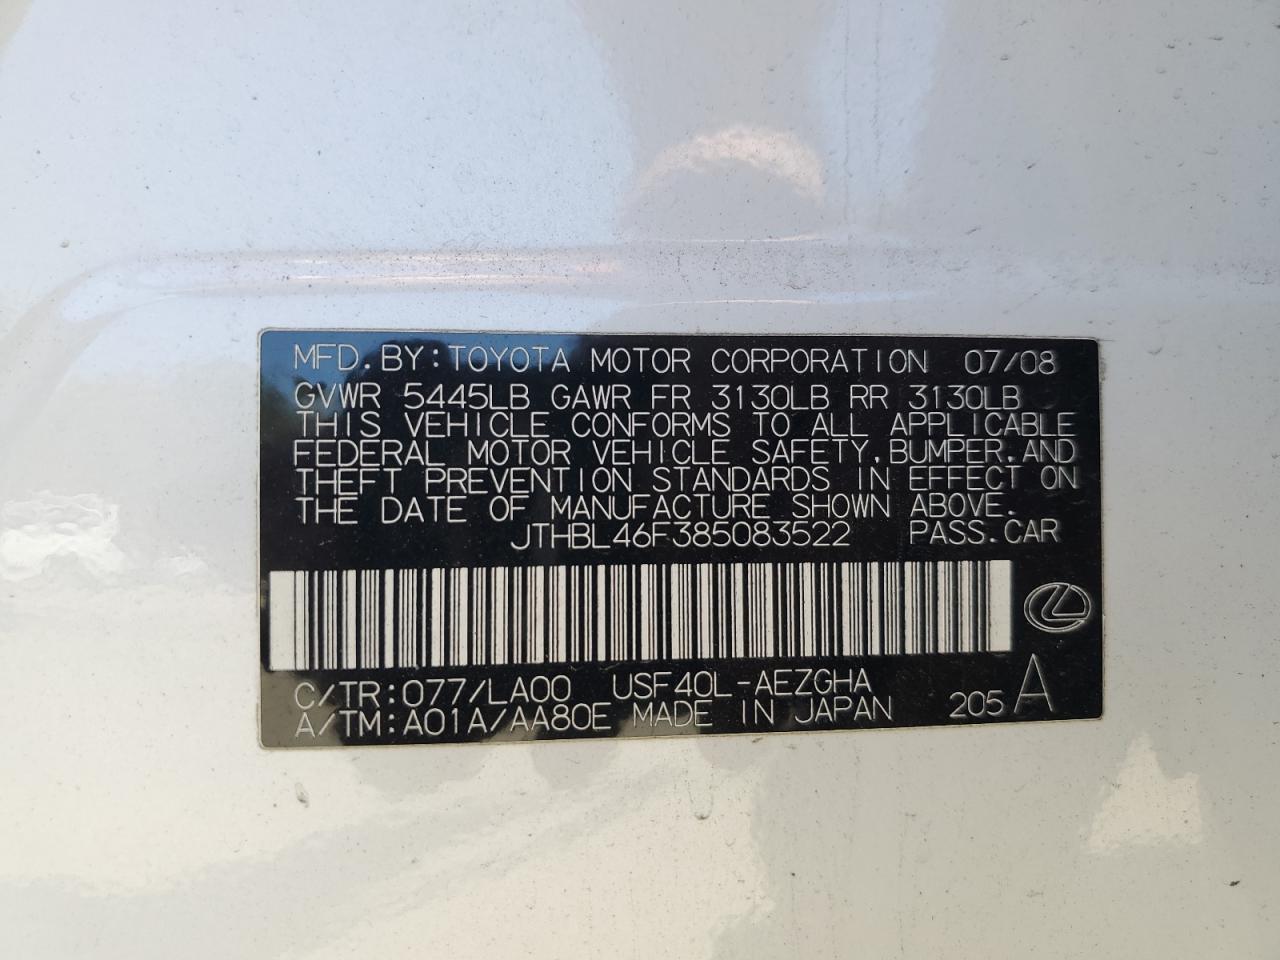 MFD. BY: TOYOTA MOTOR CORPORATION 07/08
GVWR 5445LB GAWR FR 3130LB RR 3130LB
THIS VEHICLE CONFORMS TO ALL APPLICABLE
FEDERAL MOTOR VEHICLE SAFETY, BUMPER, AND
THEFT PREVENTION STANDARDS IN EFFECT ON
THE DATE OF MANUFACTURE SHOWN ABOVE.
JTHBL46F385083522 PASS. CAR
C/TR: 077/LA00 USF40L-AEZGHA
A/TM: A01A/AA80E MADE IN JAPAN 205 A